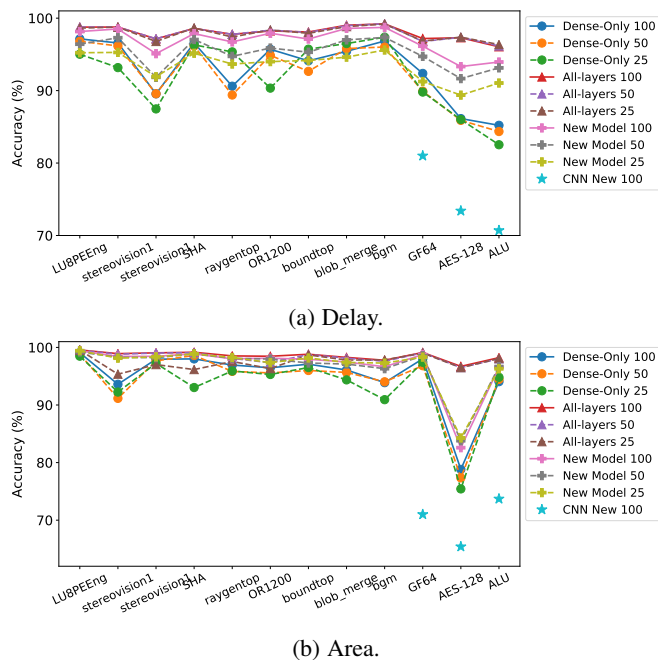 100
90
80
70
Accuracy (%)
LU8PEEng
stereovision1
stereovision1
SHA
raygentop
OR1200
boundtop
blob_merge
bgm
GF64
AES-128
ALU
Dense-Only 100
Dense-Only 50
Dense-Only 25
All-layers 100
All-layers 50
All-layers 25
New Model 100
New Model 50
New Model 25
CNN New 100
(a) Delay.
100
90
80
70
Accuracy (%)
LU8PEEng
stereovision1
stereovision1
SHA
raygentop
OR1200
boundtop
blob_merge
bgm
GF64
AES-128
ALU
Dense-Only 100
Dense-Only 50
Dense-Only 25
All-layers 100
All-layers 50
All-layers 25
New Model 100
New Model 50
New Model 25
CNN New 100
(b) Area.